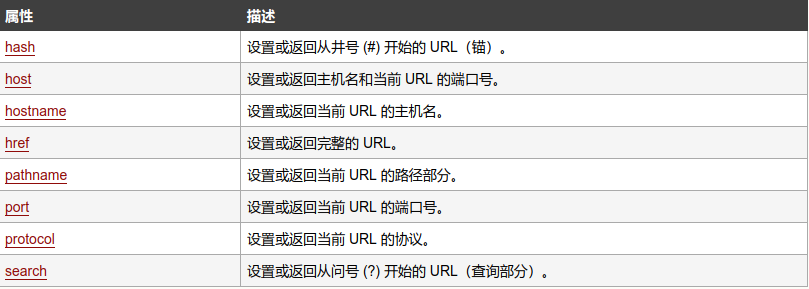 属性 描述
hash 设置或返回从井号 (#) 开始的 URL（锚）。
host 设置或返回主机名和当前 URL 的端口号。
hostname 设置或返回当前 URL 的主机名。
href 设置或返回完整的 URL。
pathname 设置或返回当前 URL 的路径部分。
port 设置或返回当前 URL 的端口号。
protocol 设置或返回当前 URL 的协议。
search 设置或返回从问号 (?) 开始的 URL（查询部分）。